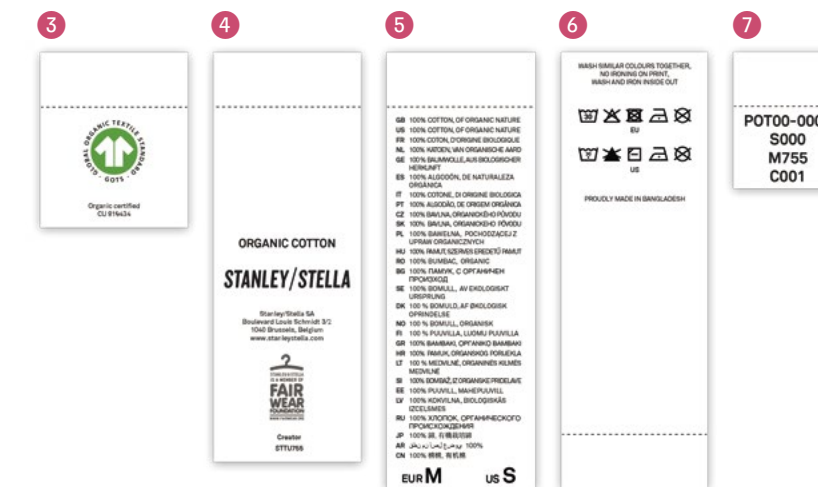 3
4
5
6
7
GLOBAL ORGANIC TEXTILE STANDARD
· GOTS ·
Organic certified
CU 816434
ORGANIC COTTON
STANLEY/STELLA
Stanley/Stella SA
Boulevard Louis Schmidt 3/2
1040 Brussels, Belgium
www.stanleystella.com
STANLEY/STELLA
IS A MEMBER OF
FAIR
WEAR
FOUNDATION
Creator
STTU755
GB 100% COTTON, OF ORGANIC NATURE
US 100% COTTON, OF ORGANIC NATURE
FR 100% COTON, D'ORIGINE BIOLOGIQUE
NL 100% KATOEN, VAN ORGANISCHE AARD
GE 100% BAUMWOLLE, AUS BIOLOGISCHER
HERKUNFT
ES 100% ALGODÓN, DE NATURALEZA
ORGÁNICA
IT 100% COTONE, DI ORIGINE BIOLOGICA
PT 100% ALGODÃO, DE ORIGEM ORGÂNICA
CZ 100% BAVLNA, ORGANICKÉHO PŮVODU
SK 100% BAVLNA, ORGANICKÉHO PÔVODU
PL 100% BAWEŁNA, POCHODZĄCEJ Z
UPRAW ORGANICZNYCH
HU 100% PAMUT, SZERVES EREDETŰ PAMUT
RO 100% BUMBAC, ORGANIC
BG 100% ПАМУК, С ОРГАНИЧЕН
ПРОИЗХОД
SE 100% BOMULL, AV EKOLOGISKT
URSPRUNG
DK 100 % BOMULD, AF ØKOLOGISK
OPRINDELSE
NO 100 % BOMULL, ORGANISK
FI 100 % PUUVILLA, LUOMU PUUVILLA
GR 100% ΒΑΜΒΑΚΙ, ΟΡΓΑΝΙΚΟ ΒΑΜΒΑΚΙ
HR 100% PAMUK, ORGANSKOG PORIJEKLA
LT 100 % MEDVILNĖ, ORGANINĖS KILMĖS
MEDVILNĖ
SI 100% BOMBAŽ, IZ ORGANSKE PRIDELAVE
EE 100% PUUVILL, MAHEPUUVILL
LV 100% KOKVILNA, BIOLOĢISKĀS
IZCELSMES
RU 100% ХЛОПОК, ОРГАНИЧЕСКОГО
ПРОИСХОЖДЕНИЯ
JP 100% 綿, 有機栽培綿
AR 100%
CN 100% 棉, 有机棉
EUR M US S
WASH SIMILAR COLOURS TOGETHER,
NO IRONING ON PRINT,
WASH AND IRON INSIDE OUT
30
EU
US
PROUDLY MADE IN BANGLADESH
POT00-000
S000
M755
C001